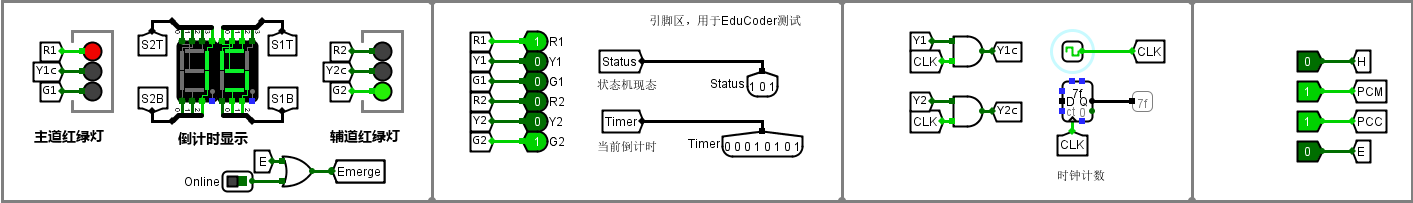 R1
Y1c
G1
主道红绿灯
S2T
S1T
S2B
S1B
倒计时显示
R2
Y2c
G2
辅道红绿灯
E
Online
Emerge
引脚区，用于EduCoder测试
R1 1 R1
Y1 0 Y1
G1 0 G1
R2 0 R2
Y2 0 Y2
G2 1 G2
Status
状态机现态
Status 1 0 1
Timer
当前倒计时
Timer 0 0 0 1 0 1 0 1
Y1
CLK
Y1c
Y2
CLK
Y2c
CLK
7f
D Q
ct 0
7f
CLK
时钟计数
0 H
1 PCM
1 PCC
0 E